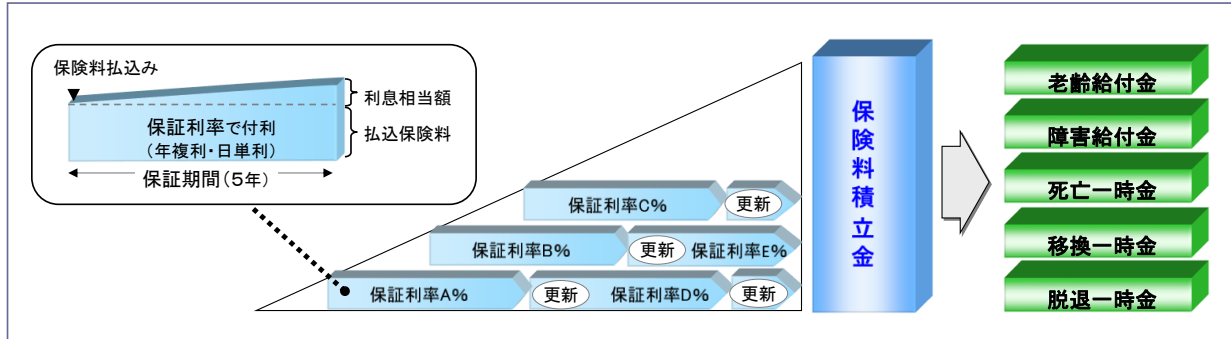 保険料払込み
利息相当額
保証利率で付利
(年複利・日単利)
払込保険料
保証期間(5年)
保証利率C%
更新
保証利率B%
更新
保証利率E%
保証利率A%
更新
保証利率D%
更新
保険料積立金
老齢給付金
障害給付金
死亡一時金
移換一時金
脱退一時金